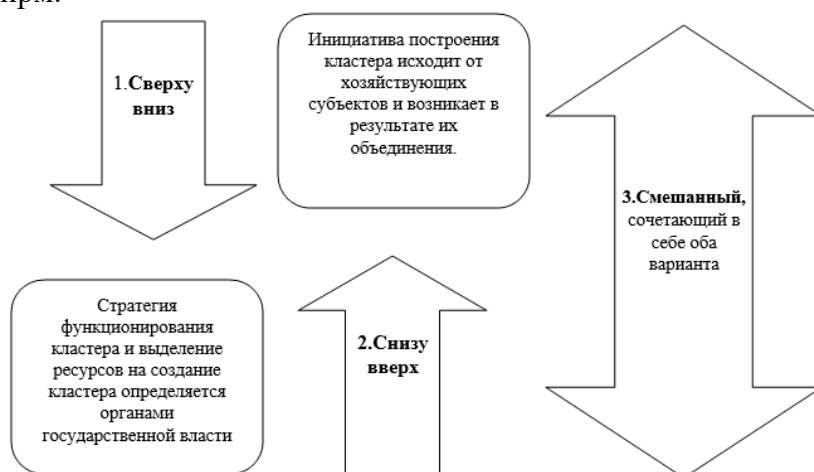 1.Сверху
вниз
Инициатива построения
кластера исходит от
хозяйствующих
субъектов и возникает в
результате их
объединения.
3.Смешанный,
сочетающий в
себе оба
варианта
Стратегия
функционирования
кластера и выделение
ресурсов на создание
кластера определяется
органами
государственной власти
2.Снизу
вверх